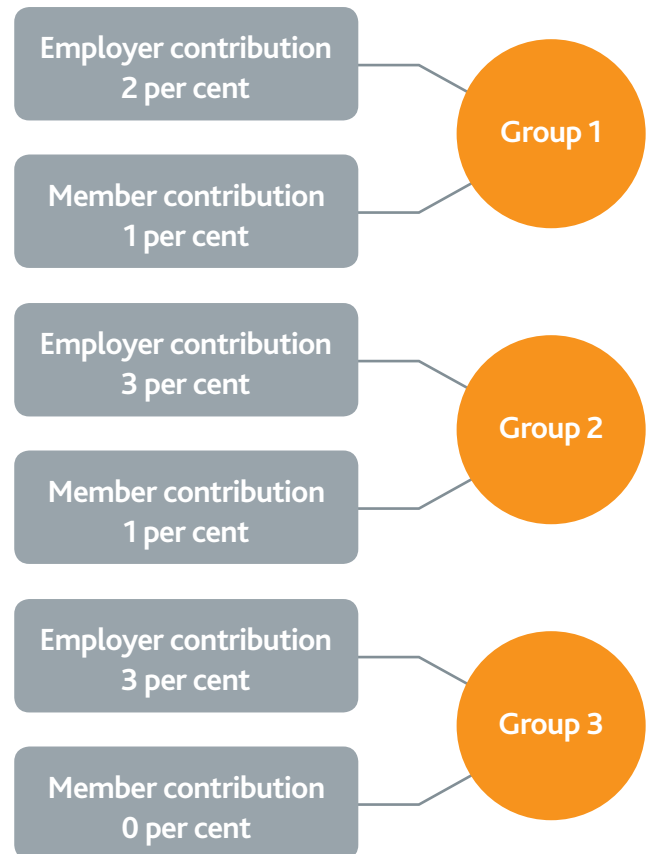 Employer contribution
2 per cent
Group 1
Member contribution
1 per cent
Employer contribution
3 per cent
Group 2
Member contribution
1 per cent
Employer contribution
3 per cent
Group 3
Member contribution
0 per cent